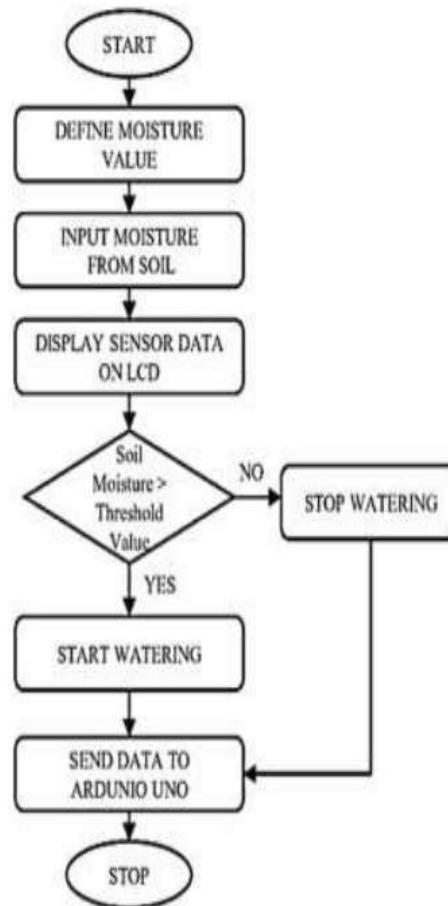 START
DEFINE MOISTURE
VALUE
INPUT MOISTURE
FROM SOIL
DISPLAY SENSOR DATA
ON LCD
Soil
Moisture >
Threshold
Value
NO
STOP WATERING
YES
START WATERING
SEND DATA TO
ARDUNIO UNO
STOP